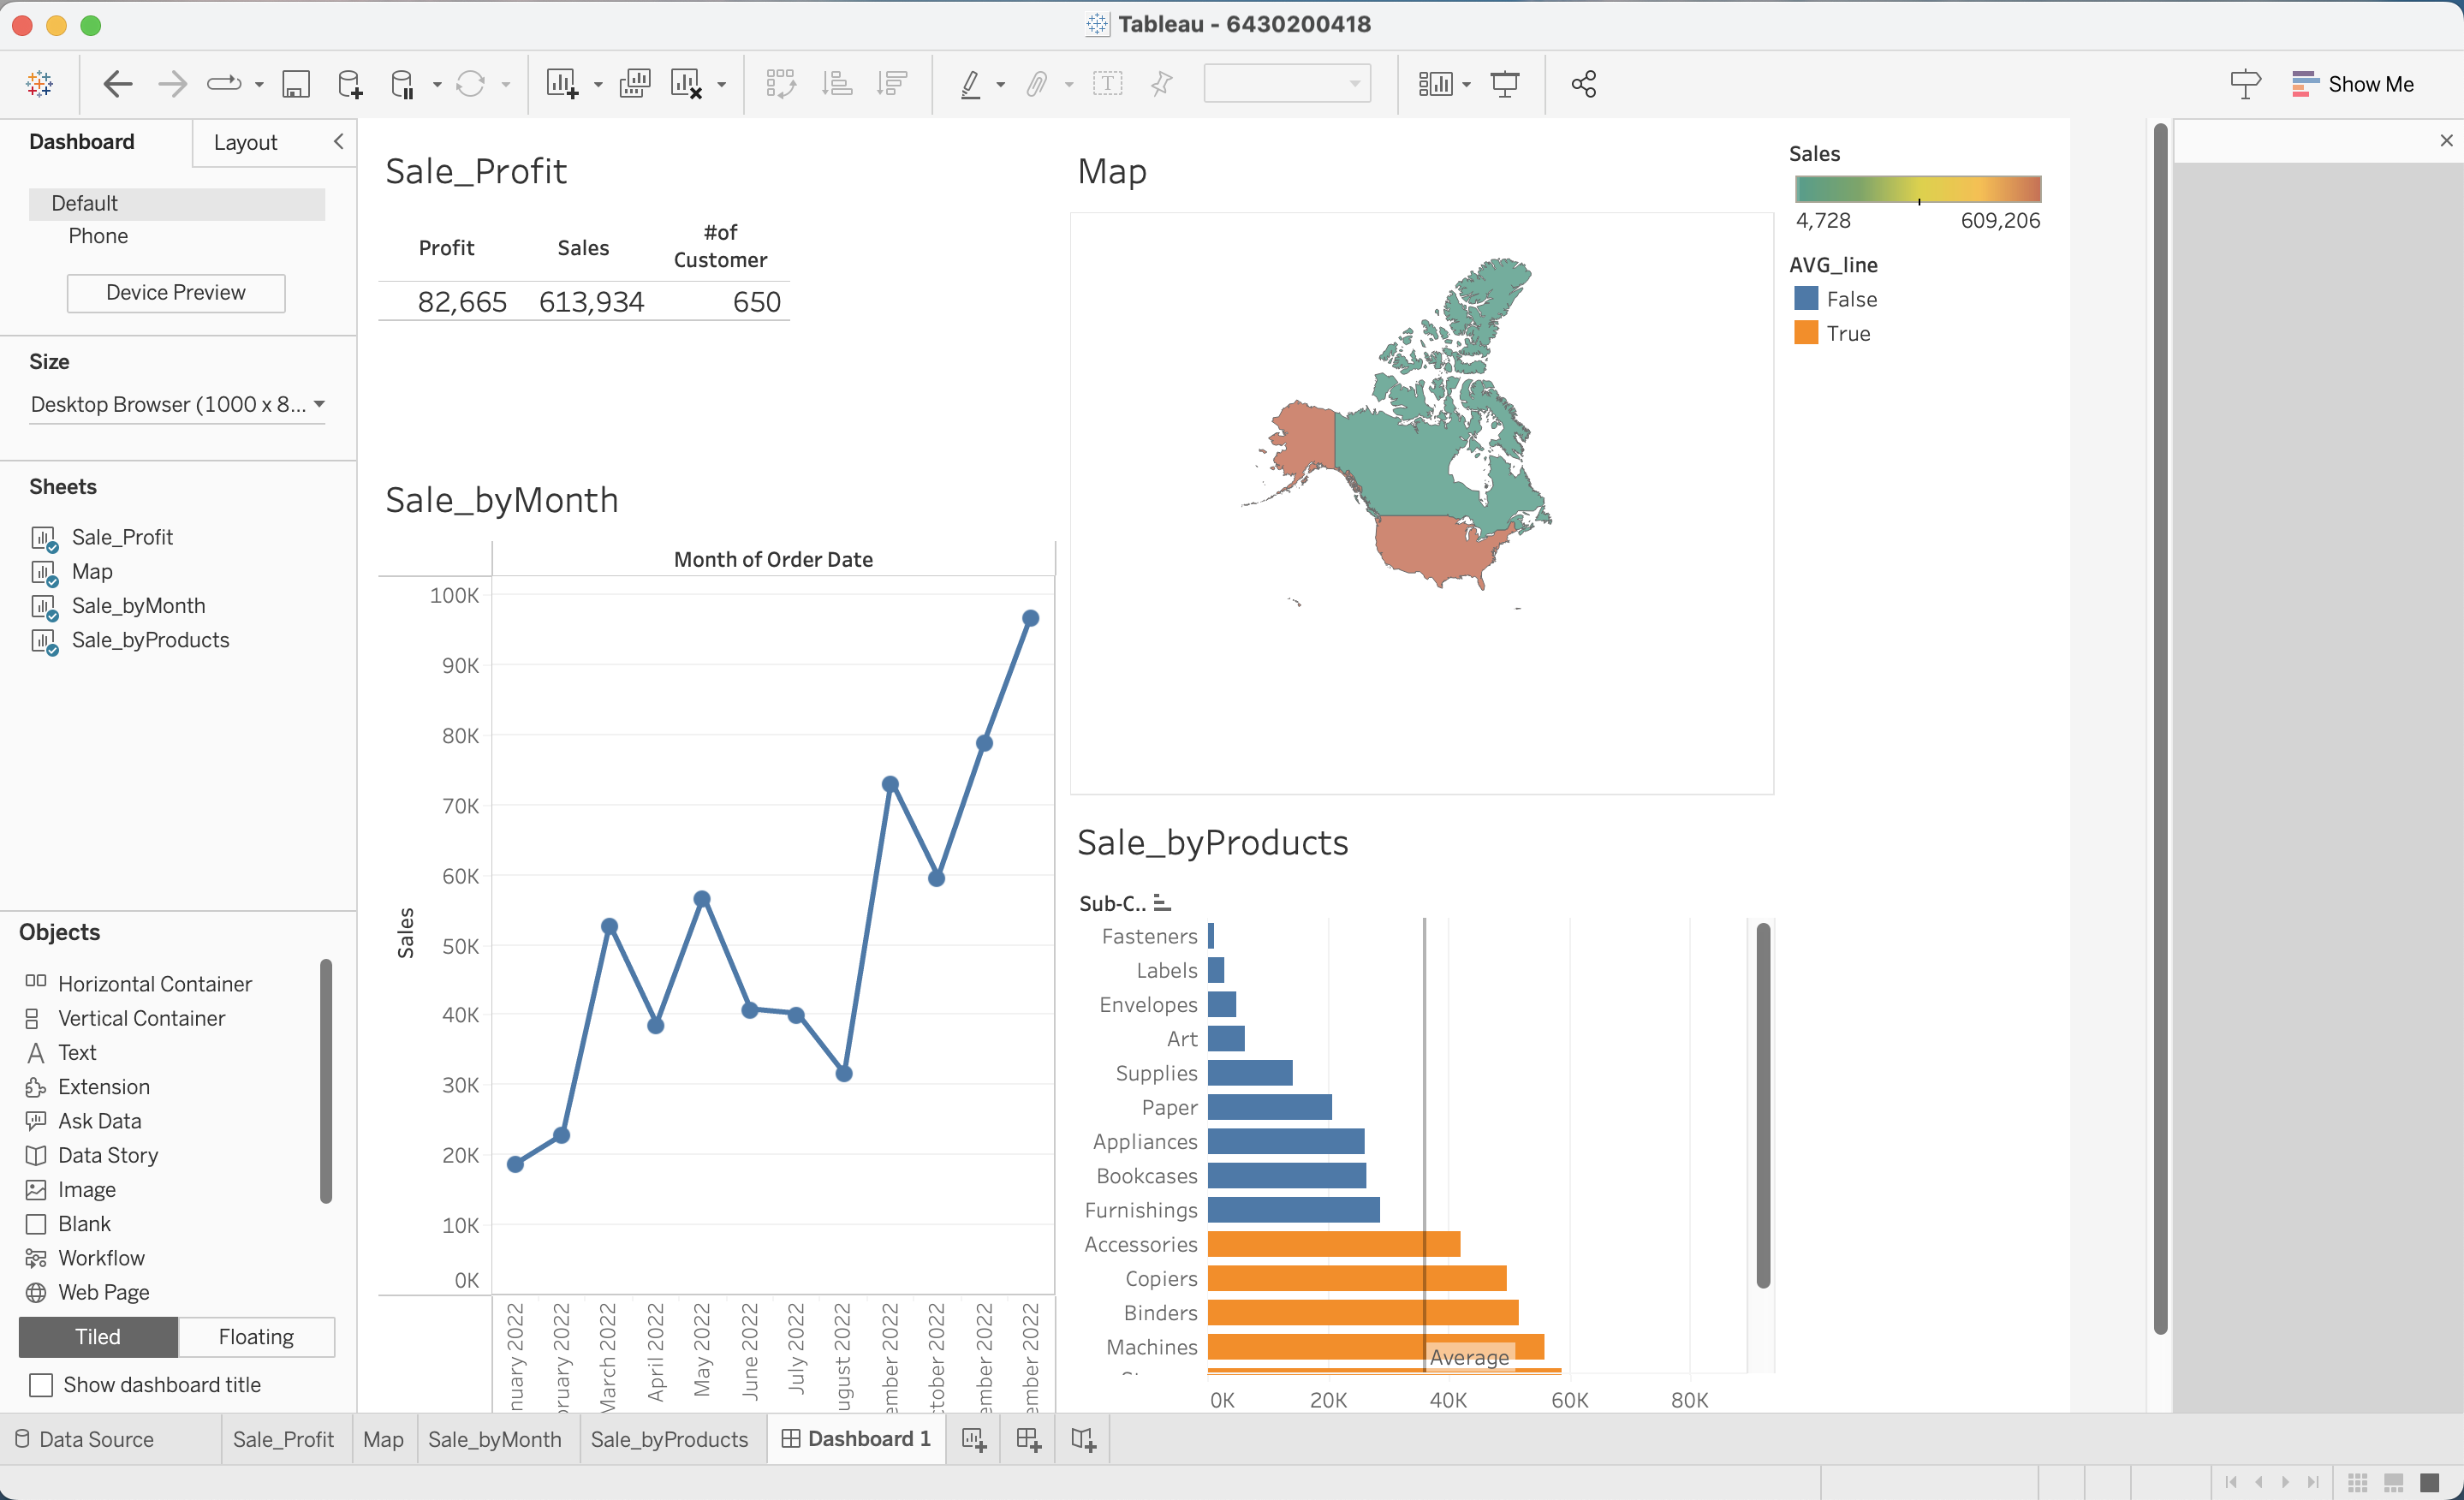 Tableau - 6430200418
Show Me
Dashboard
Layout
Default
Phone
Device Preview
Size
Desktop Browser (1000 x 8...
Sheets
Sale_Profit
Map
Sale_byMonth
Sale_byProducts
Objects
Horizontal Container
Vertical Container
Text
Extension
Ask Data
Data Story
Image
Blank
Workflow
Web Page
Tiled
Floating
Show dashboard title
Sale_Profit
Profit
Sales
#of
Customer
82,665
613,934
650
Sale_byMonth
Month of Order Date
Sales
100K
90K
80K
70K
60K
50K
40K
30K
20K
10K
0K
nuary 2022
bruary 2022
March 2022
April 2022
May 2022
June 2022
July 2022
ugust 2022
ember 2022
ctober 2022
ember 2022
ember 2022
Map
Sales
4,728
609,206
AVG_line
False
True
Sale_byProducts
Sub-C..
Fasteners
Labels
Envelopes
Art
Supplies
Paper
Appliances
Bookcases
Furnishings
Accessories
Copiers
Binders
Machines
Average
0K
20K
40K
60K
80K
Data Source
Sale_Profit
Map
Sale_byMonth
Sale_byProducts
Dashboard 1